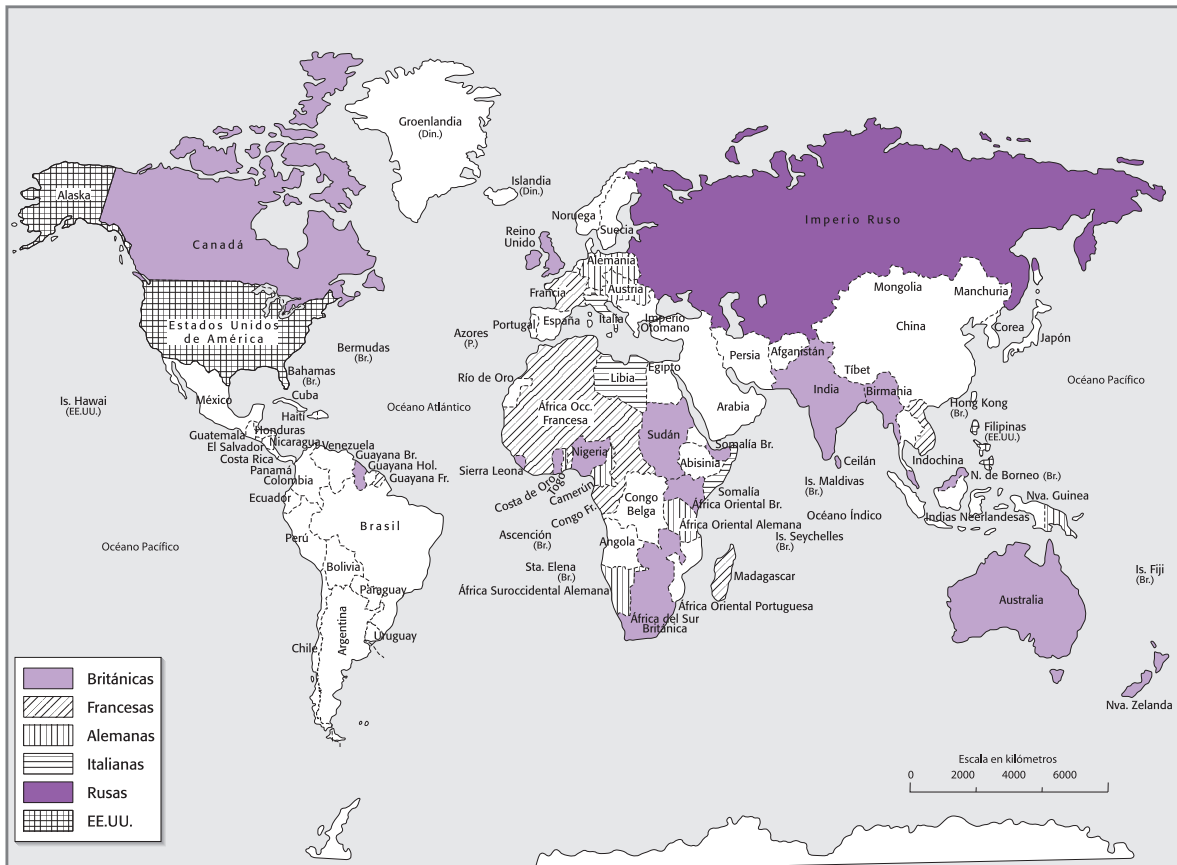 Groenlandia
(Din.)
Islandia
(Din.)
Alaska
Canadá
Noruega
Suecia
Reino
Unido
Imperio Ruso
Alemania
Austria
Francia
Mongolia
Manchuria
Estados Unidos
de América
Portugal
España
Italia
Imperio
Otomano
China
Corea
Japón
Azores
(P.)
Bermudas
(Br.)
Persia
Afganistán
Tíbet
Bahamas
(Br.)
Río de Oro
Libia
Egipto
India
Birmania
Océano Pacífico
Is. Hawai
(EE.UU.)
México
Cuba
Haití
Océano Atlántico
África Occ.
Francesa
Arabia
Hong Kong
(Br.)
Filipinas
(EE.UU.)
Guatemala
Honduras
El Salvador
Nicaragua
Costa Rica
Panamá
Venezuela
Guayana Br.
Guayana Hol.
Guayana Fr.
Colombia
Ecuador
Sierra Leona
Nigeria
Sudán
Somalía Br.
Abisinia
Ceilán
Indochina
N. de Borneo (Br.)
Costa de Oro
Togo
Camerún
Congo Fr.
Congo
Belga
Somalía
África Oriental Br.
Is. Maldivas
(Br.)
Nva. Guinea
Océano Índico
Indias Neerlandesas
Brasil
Perú
Océano Pacífico
Ascención
(Br.)
Angola
África Oriental Alemana
Is. Seychelles
(Br.)
Bolivia
Sta. Elena
(Br.)
Madagascar
Is. Fiji
(Br.)
Paraguay
África Suroccidental Alemana
África Oriental Portuguesa
Australia
África del Sur
Británica
Uruguay
Argentina
Chile
Nva. Zelanda
Británicas
Francesas
Alemanas
Italianas
Rusas
EE.UU.
Escala en kilómetros
0 2000 4000 6000